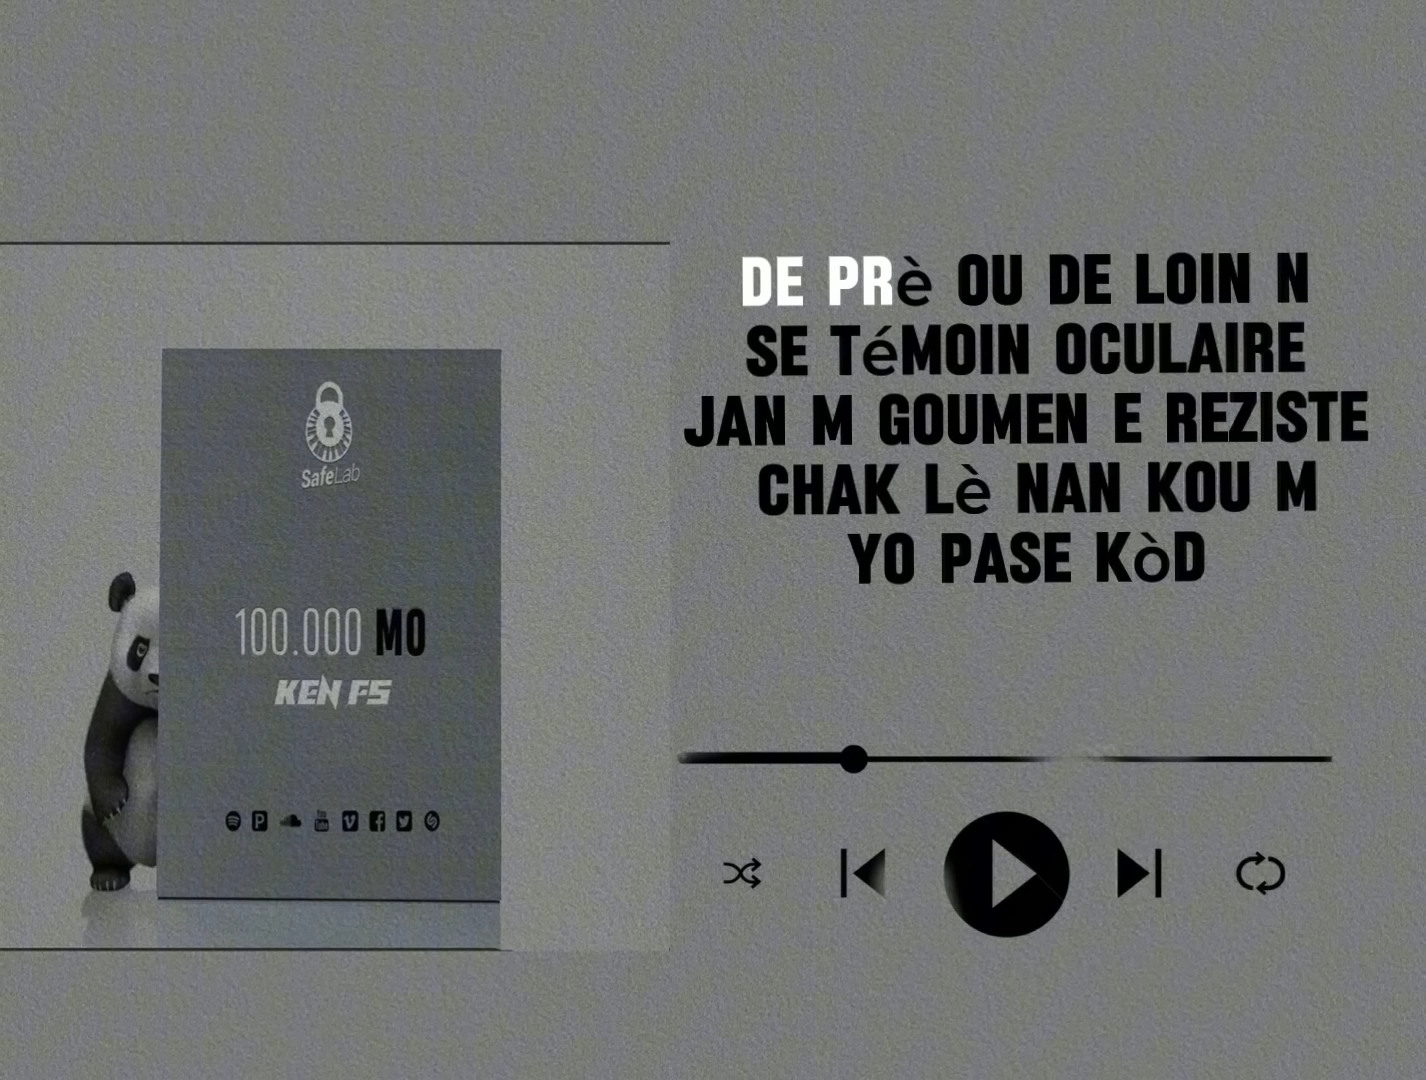 SafeLab
100.000 MO
KEN FS
DE PRè OU DE LOIN N
SE TéMOIN OCULAIRE
JAN M GOUMEN E REZISTE
CHAK Lè NAN KOU M
YO PASE KòD